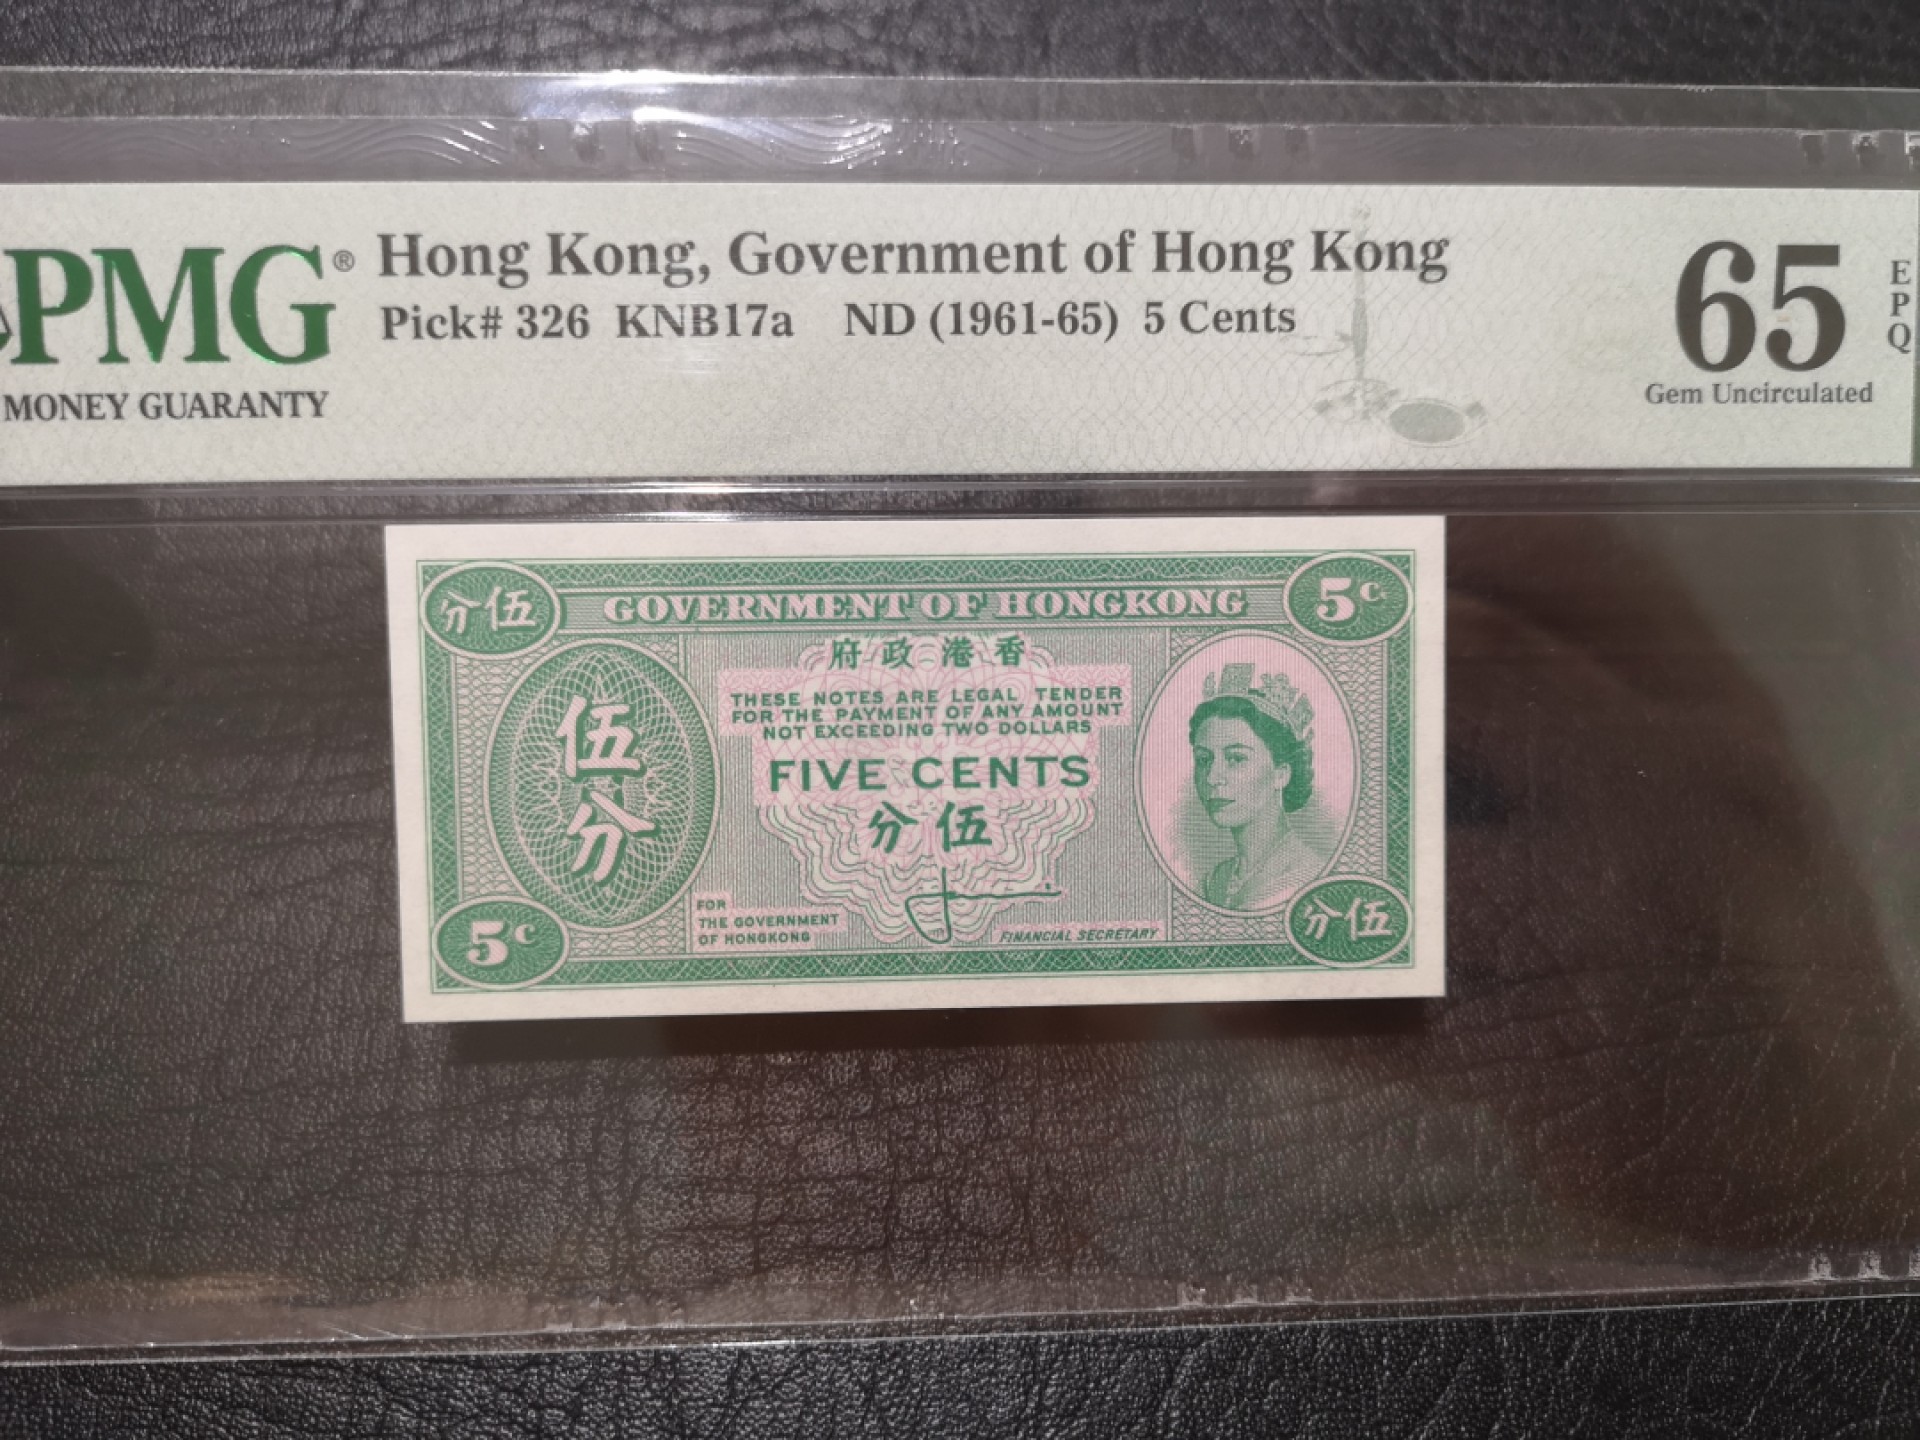 PMG®
MONEY GUARANTY
Hong Kong, Government of Hong Kong
Pick# 326 KNB17a ND (1961-65) 5 Cents
65
EPQ
Gem Uncirculated
分伍
GOVERNMENT OF HONGKONG
5c
府政港香
THESE NOTES ARE LEGAL TENDER
FOR THE PAYMENT OF ANY AMOUNT
NOT EXCEEDING TWO DOLLARS
伍分
FIVE CENTS
分伍
FOR
THE GOVERNMENT
OF HONGKONG
FINANCIAL SECRETARY
5c
分伍